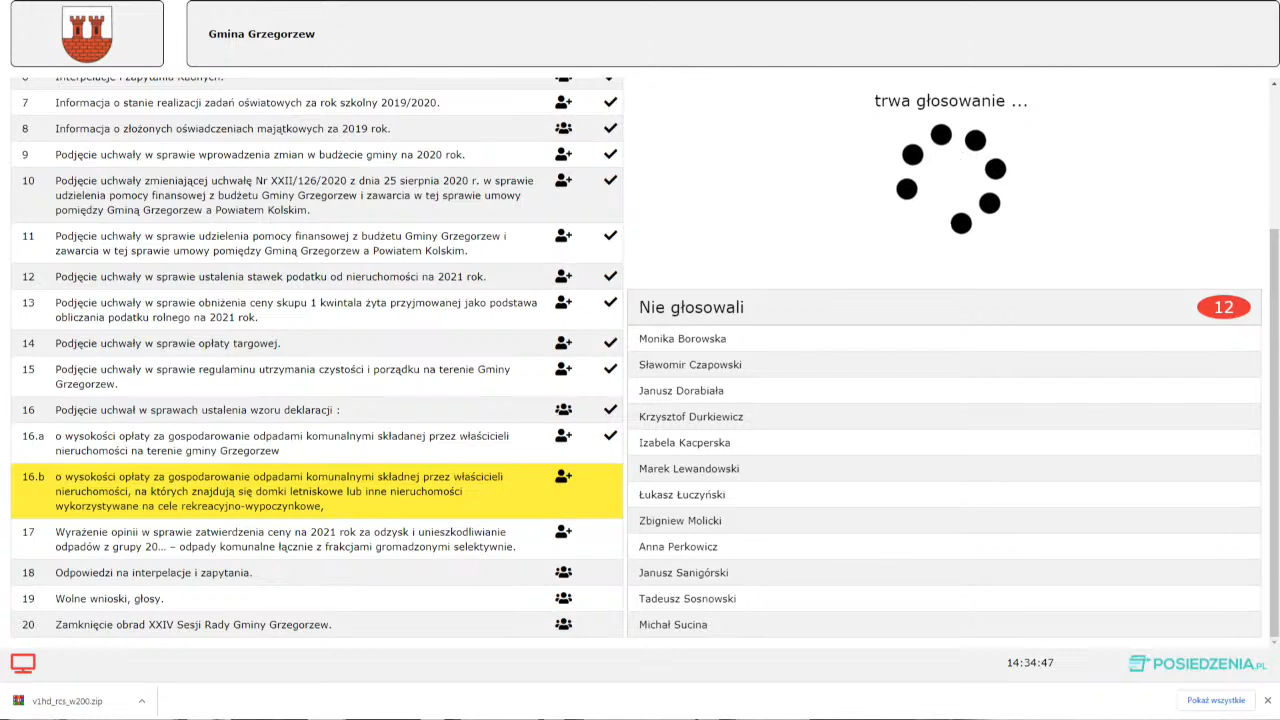 Gmina Grzegorzew
6 Interpelacje i zapytania Radnych.
7 Informacja o stanie realizacji zadań oświatowych za rok szkolny 2019/2020.
8 Informacja o złożonych oświadczeniach majątkowych za 2019 rok.
9 Podjęcie uchwały w sprawie wprowadzenia zmian w budżecie gminy na 2020 rok.
10 Podjęcie uchwały zmieniającej uchwałę Nr XXII/126/2020 z dnia 25 sierpnia 2020 r. w sprawie
udzielenia pomocy finansowej z budżetu Gminy Grzegorzew i zawarcia w tej sprawie umowy
pomiędzy Gminą Grzegorzew a Powiatem Kolskim.
11 Podjęcie uchwały w sprawie udzielenia pomocy finansowej z budżetu Gminy Grzegorzew i
zawarcia w tej sprawie umowy pomiędzy Gminą Grzegorzew a Powiatem Kolskim.
12 Podjęcie uchwały w sprawie ustalenia stawek podatku od nieruchomości na 2021 rok.
13 Podjęcie uchwały w sprawie obniżenia ceny skupu 1 kwintala żyta przyjmowanej jako podstawa
obliczania podatku rolnego na 2021 rok.
14 Podjęcie uchwały w sprawie opłaty targowej.
15 Podjęcie uchwały w sprawie regulaminu utrzymania czystości i porządku na terenie Gminy
Grzegorzew.
16 Podjęcie uchwał w sprawach ustalenia wzoru deklaracji :
16.a o wysokości opłaty za gospodarowanie odpadami komunalnymi składanej przez właścicieli
nieruchomości na terenie gminy Grzegorzew
16.b o wysokości opłaty za gospodarowanie odpadami komunalnymi składnej przez właścicieli
nieruchomości, na których znajdują się domki letniskowe lub inne nieruchomości
wykorzystywane na cele rekreacyjno-wypoczynkowe,
17 Wyrażenie opinii w sprawie zatwierdzenia ceny na 2021 rok za odzysk i unieszkodliwianie
odpadów z grupy 20... – odpady komunalne łącznie z frakcjami gromadzonymi selektywnie.
18 Odpowiedzi na interpelacje i zapytania.
19 Wolne wnioski, głosy.
20 Zamknięcie obrad XXIV Sesji Rady Gminy Grzegorzew.
trwa głosowanie ...
Nie głosowali 12
Monika Borowska
Sławomir Czapowski
Janusz Dorabiała
Krzysztof Durkiewicz
Izabela Kacperska
Marek Lewandowski
Łukasz Łuczyński
Zbigniew Molicki
Anna Perkowicz
Janusz Sanigórski
Tadeusz Sosnowski
Michał Sucina
14:34:47
POSIEDZENIA.PL
v1hd_rcs_w200.zip
Pokaż wszystkie